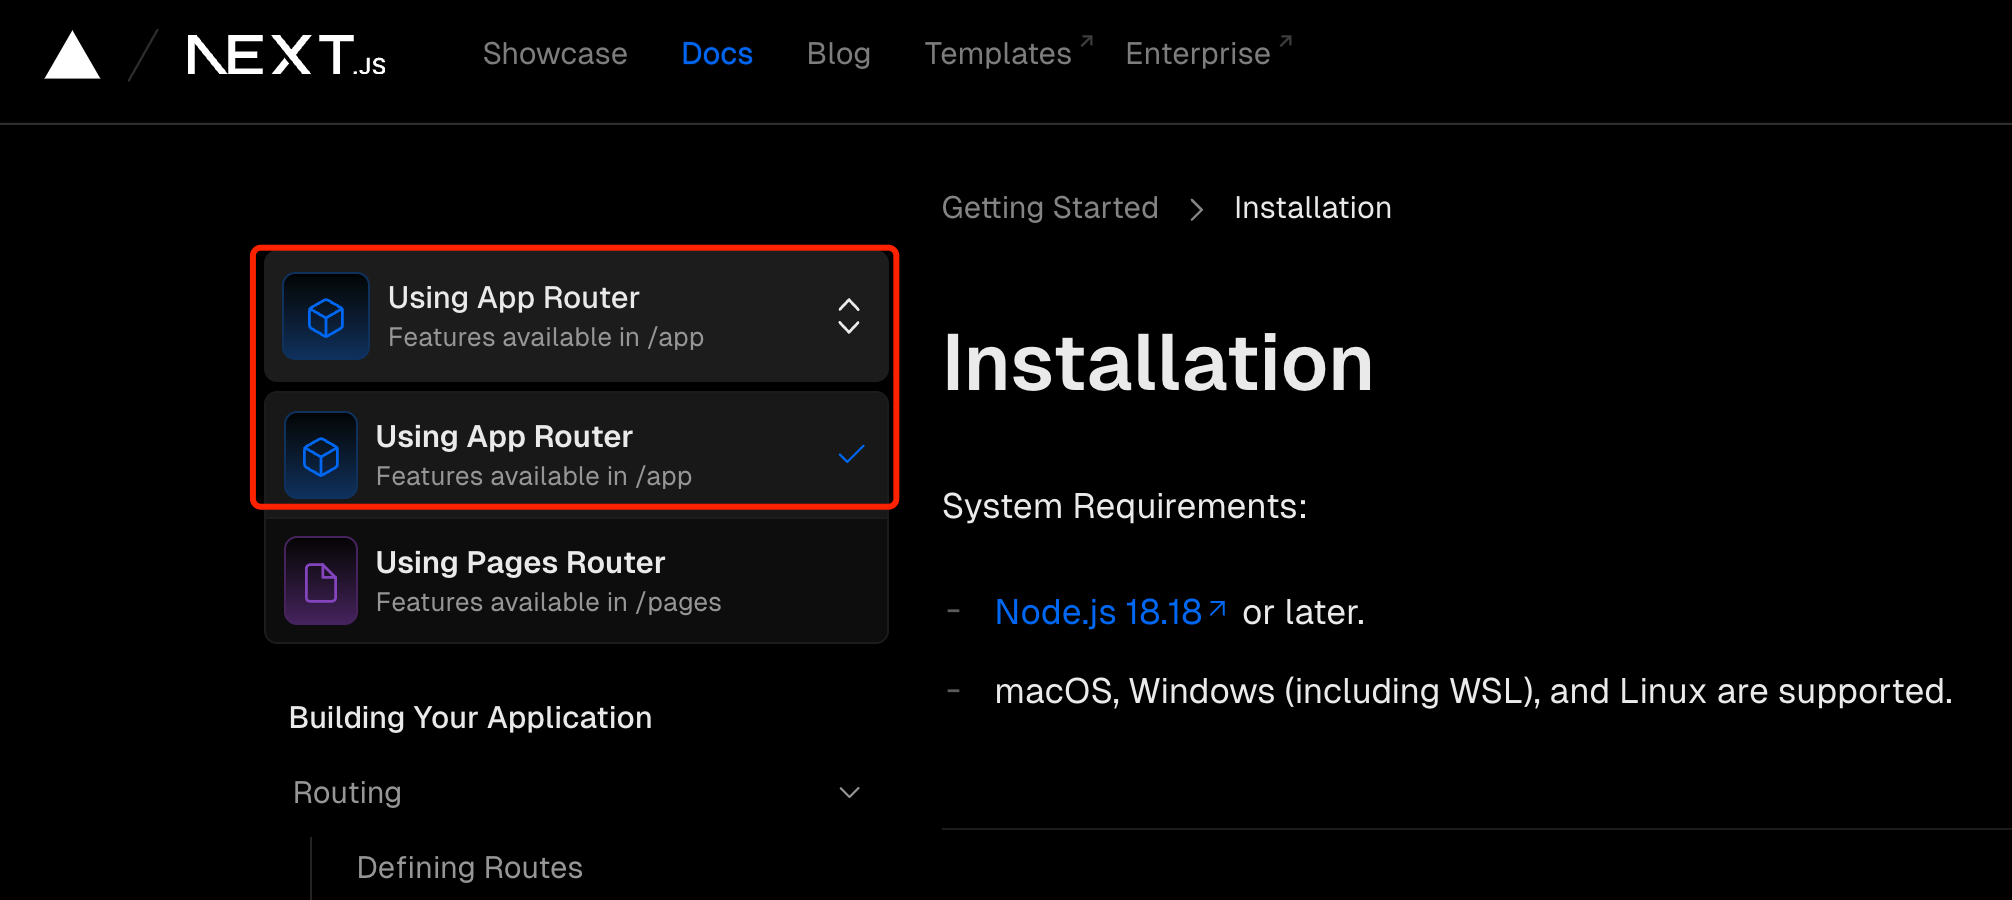 NEXT.JS
Showcase
Docs
Blog
Templates
Enterprise
Getting Started
Installation
Using App Router
Features available in /app
Using App Router
Features available in /app
Using Pages Router
Features available in /pages
Building Your Application
Routing
Defining Routes
Installation
System Requirements:
- Node.js 18.18 or later.
- macOS, Windows (including WSL), and Linux are supported.